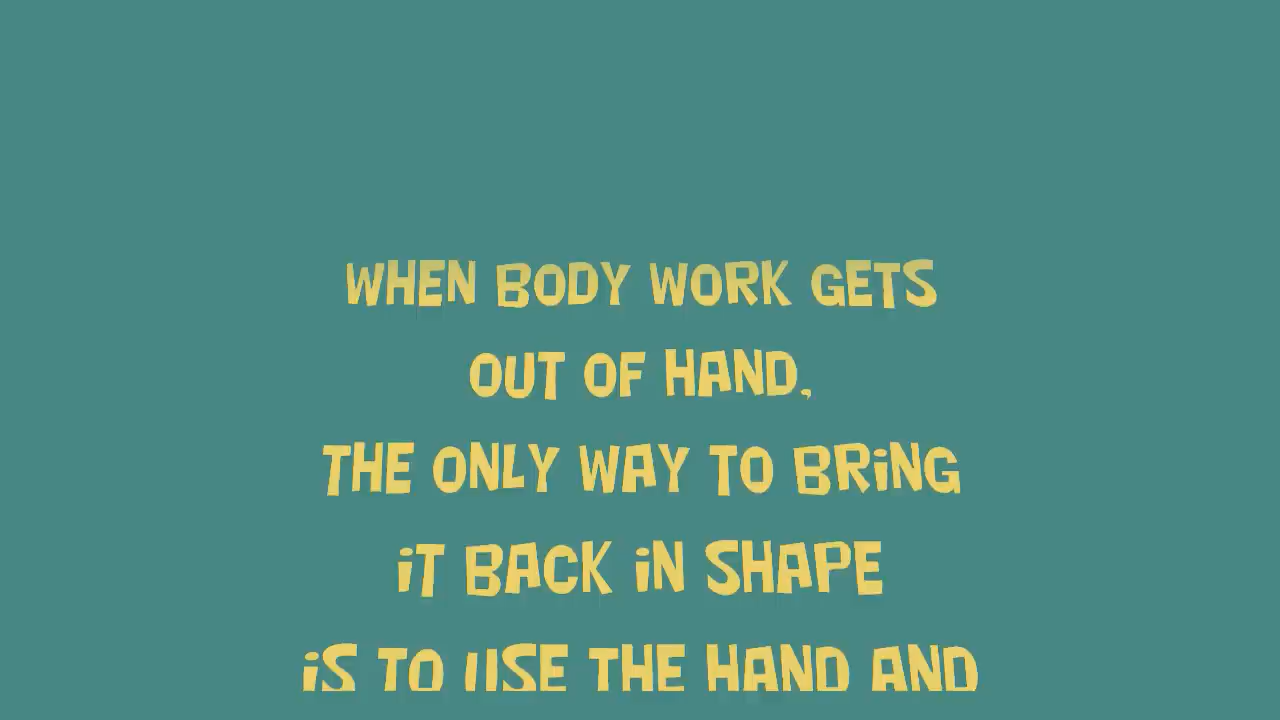 WHEN BODY WORK GETS
OUT OF HAND,
THE ONLY WAY TO BRING
IT BACK IN SHAPE
IS TO USE THE HAND AND